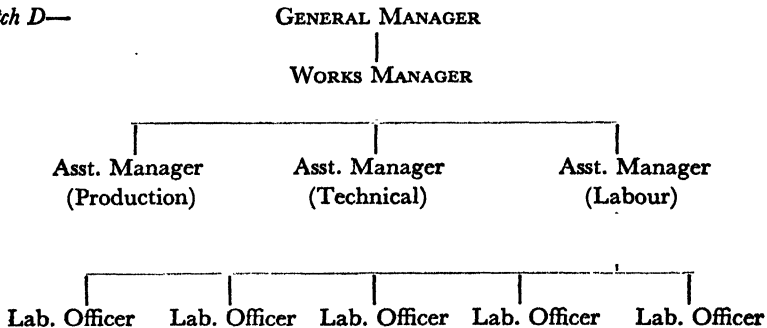 tch D— GENERAL MANAGER
WORKS MANAGER
Asst. Manager Asst. Manager Asst. Manager
(Production) (Technical) (Labour)
Lab. Officer Lab. Officer Lab. Officer Lab. Officer Lab. Officer